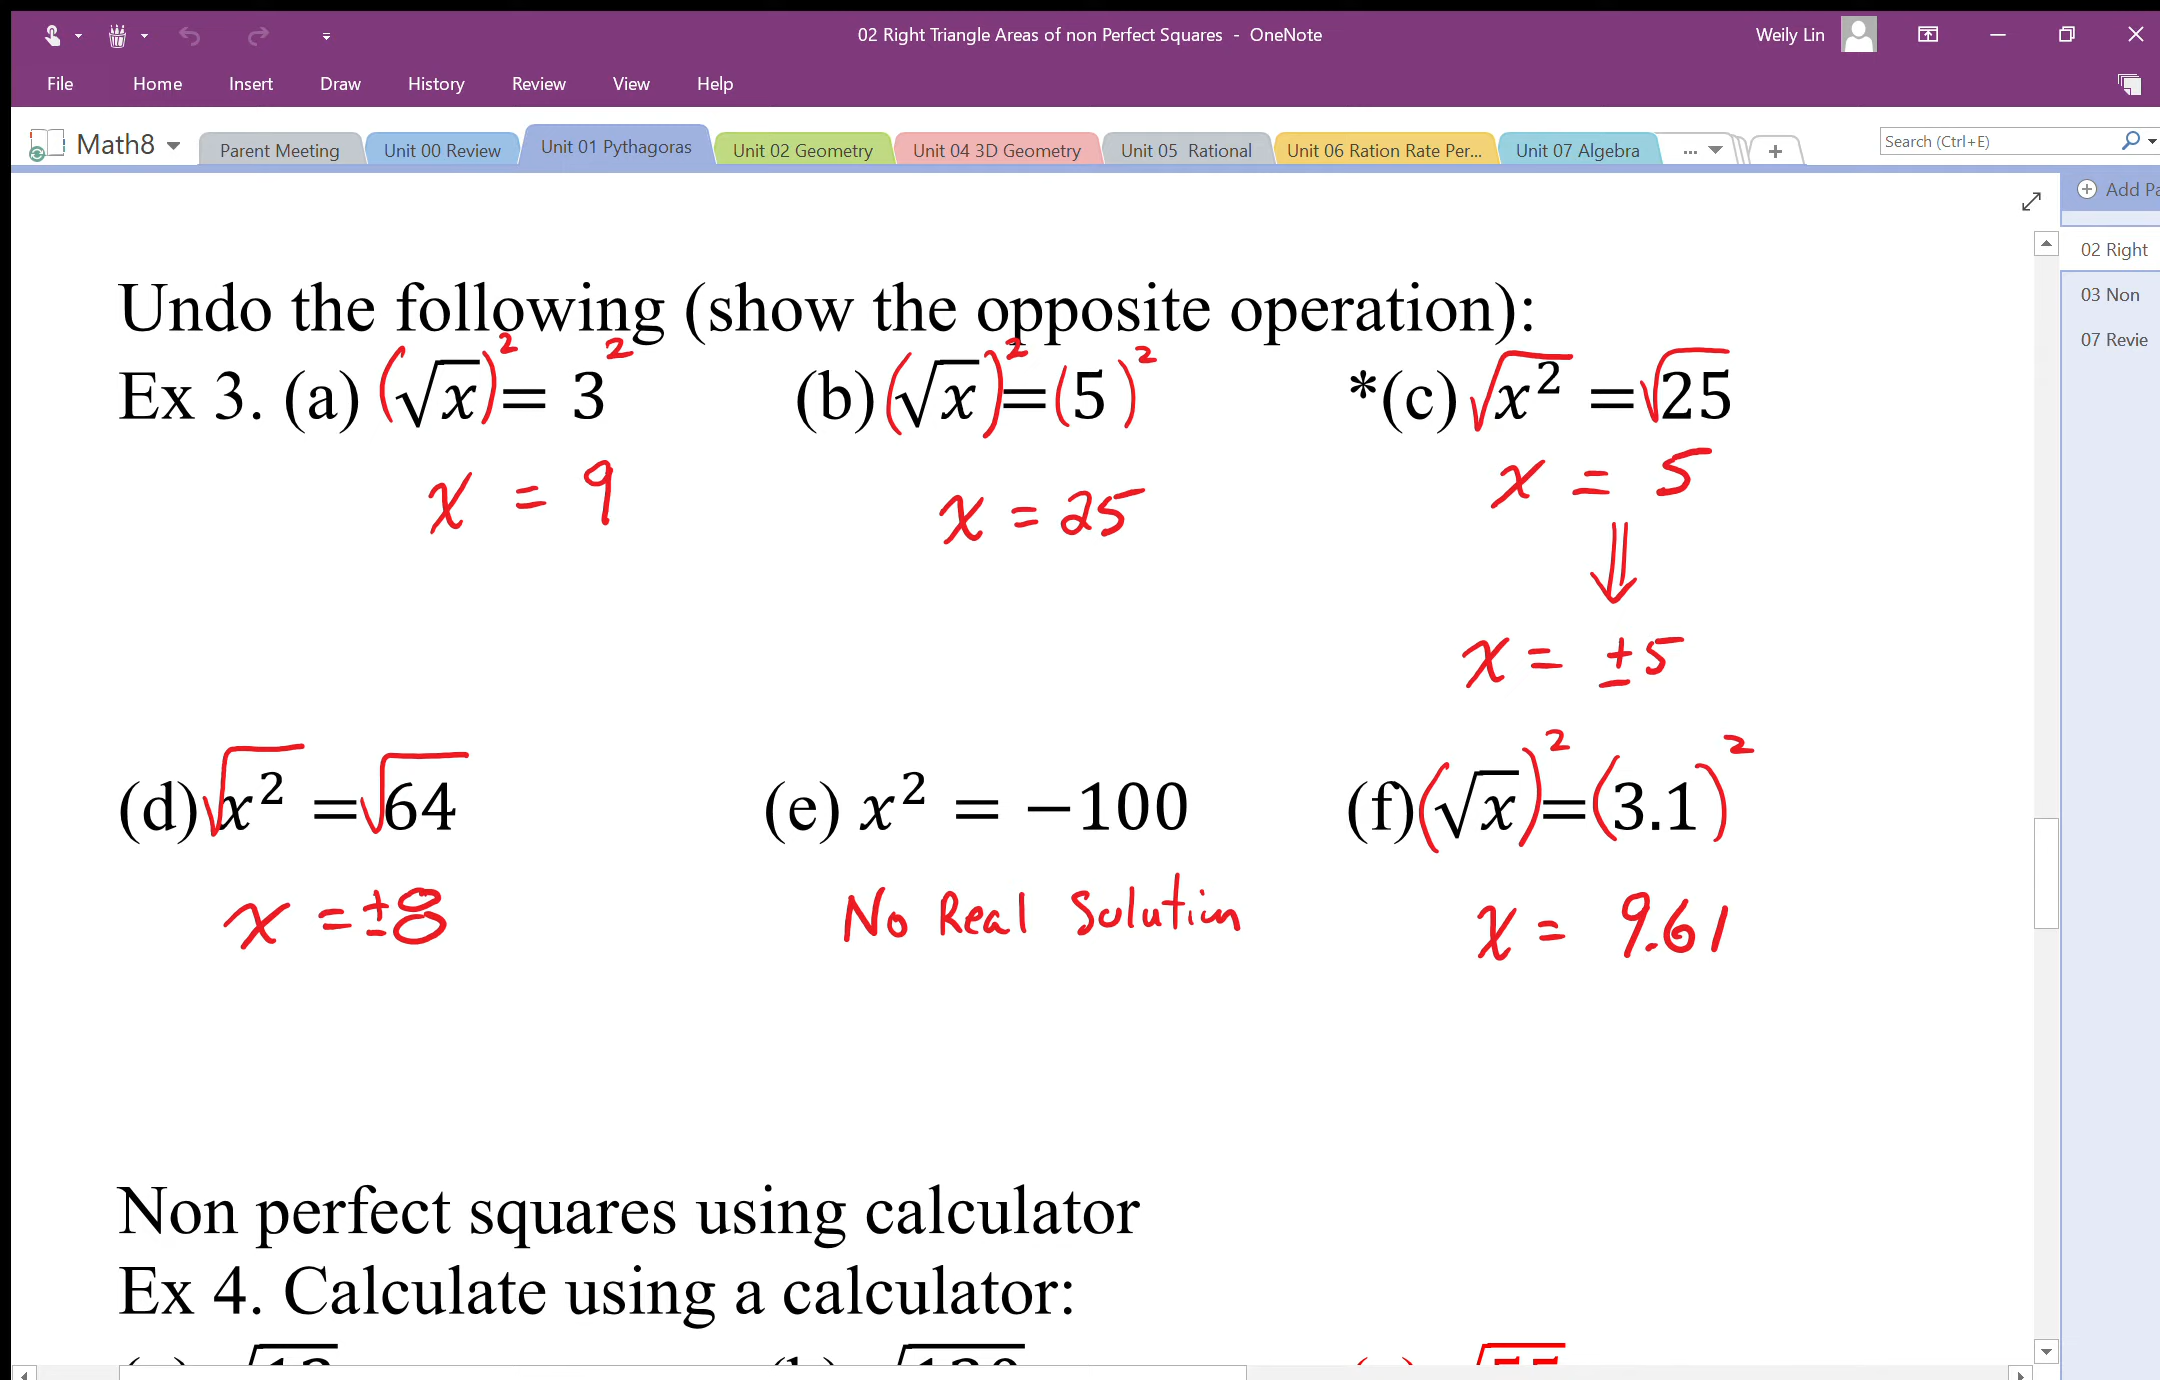 02 Right Triangle Areas of non Perfect Squares - OneNote
Weily Lin
File Home Insert Draw History Review View Help
Math8 Parent Meeting Unit 00 Review Unit 01 Pythagoras Unit 02 Geometry Unit 04 3D Geometry Unit 05 Rational Unit 06 Ration Rate Per... Unit 07 Algebra ... + Search (Ctrl+E)
Add Pa
02 Right
03 Non
07 Revie
Undo the following (show the opposite operation):
Ex 3. (a) (√x)² = 3² (b) (√x)² = (5)² *(c) √x² = √25
x = 9 x = 25 x = 5
⇓
x = ±5
(d) √x² = √64 (e) x² = −100 (f) (√x)² = (3.1)²
x = ±8 No Real Solution x = 9.61
Non perfect squares using calculator
Ex 4. Calculate using a calculator: